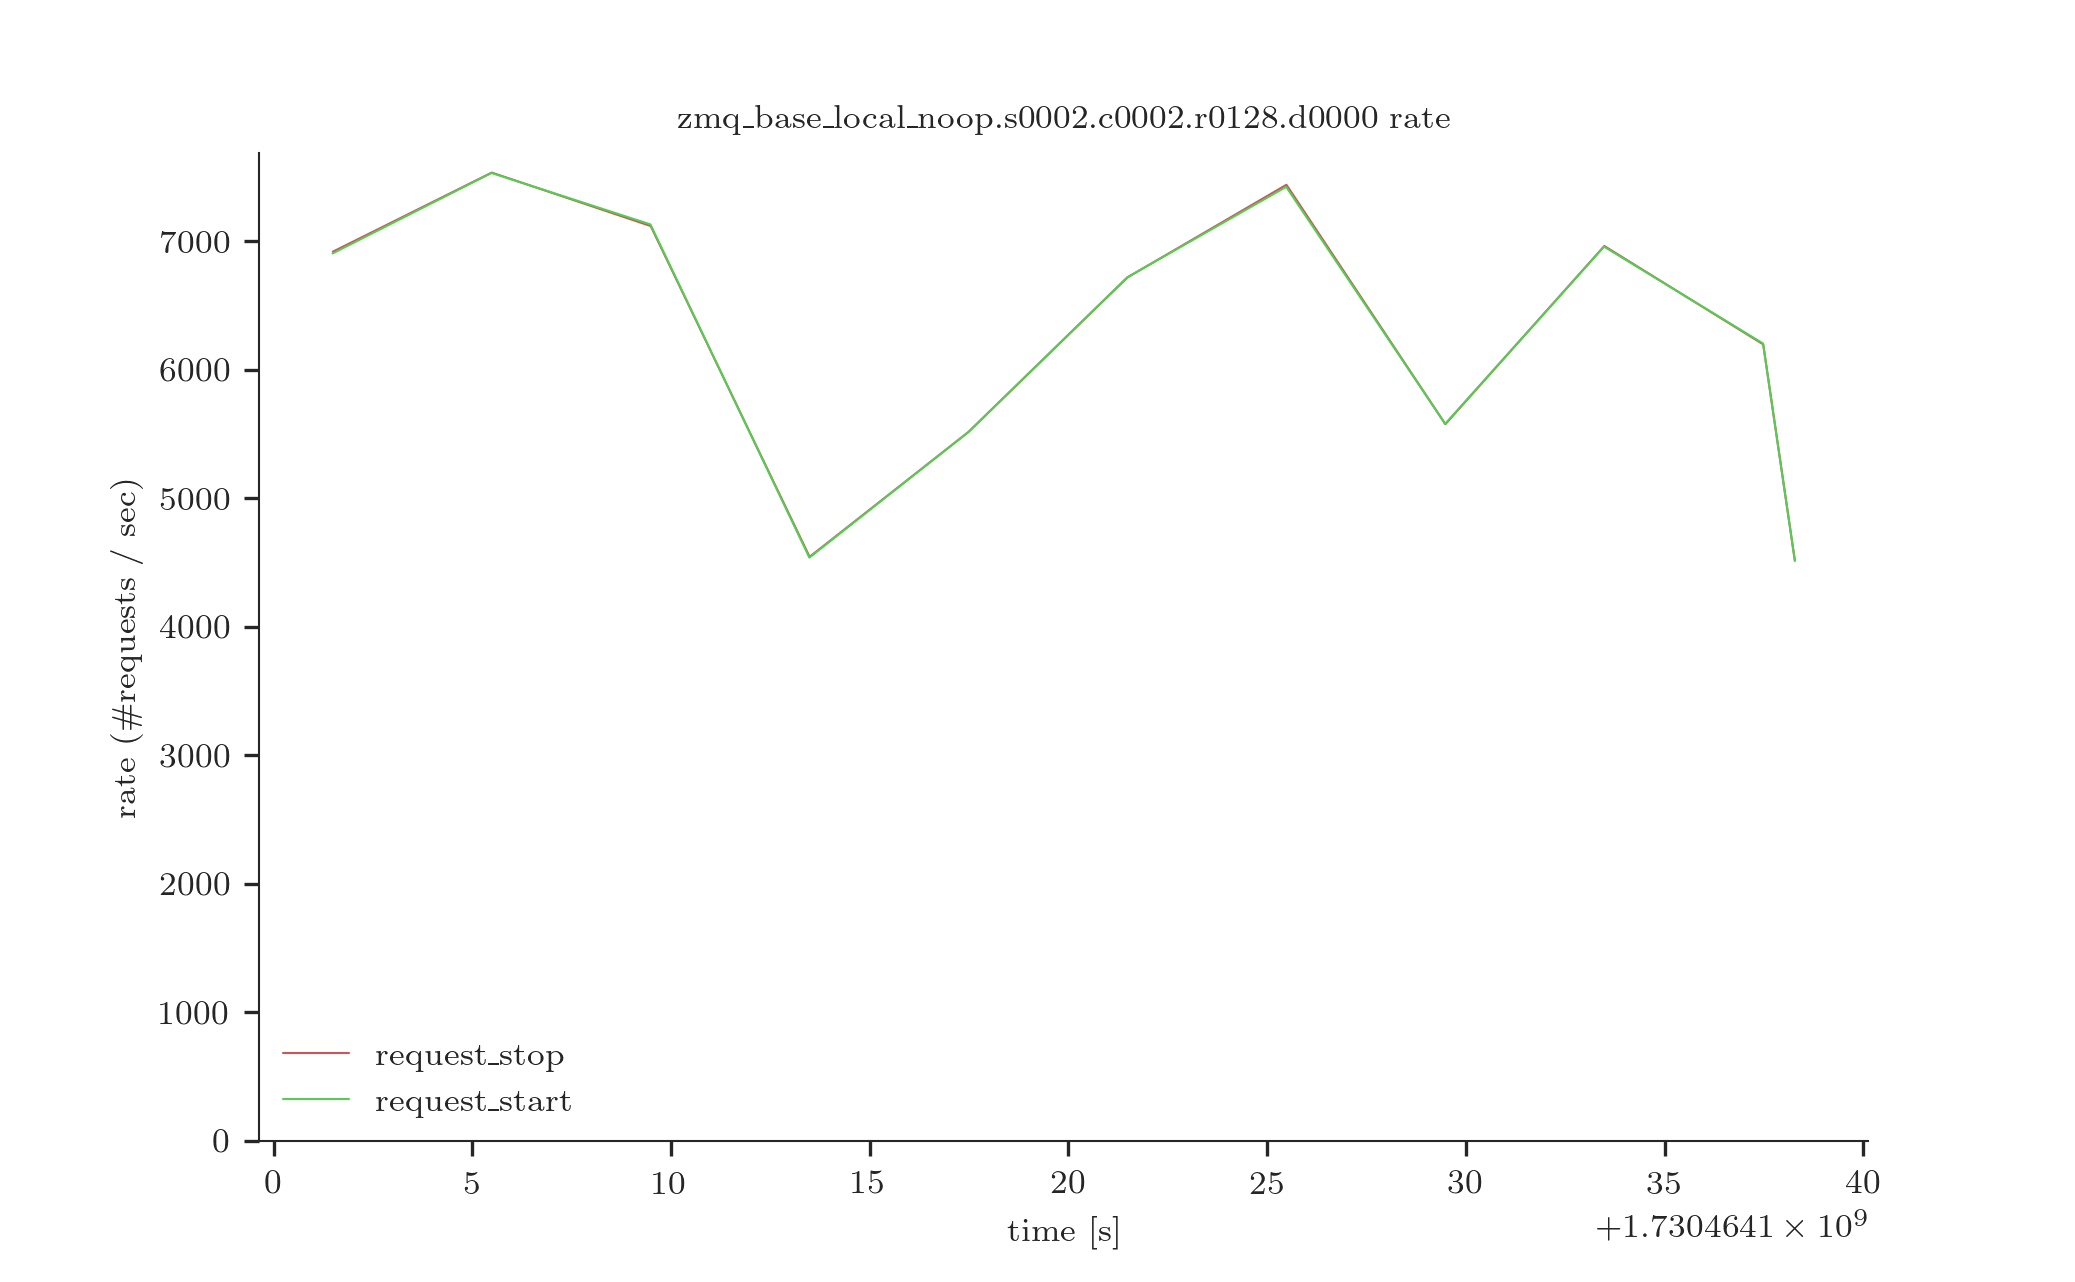 zmq_base_local_noop.s0002.c0002.r0128.d0000 rate
rate (#requests / sec)
7000
6000
5000
4000
3000
2000
1000
0
request_stop
request_start
0 5 10 15 20 25 30 35 40
time [s]
+1.7304641 × 10⁹